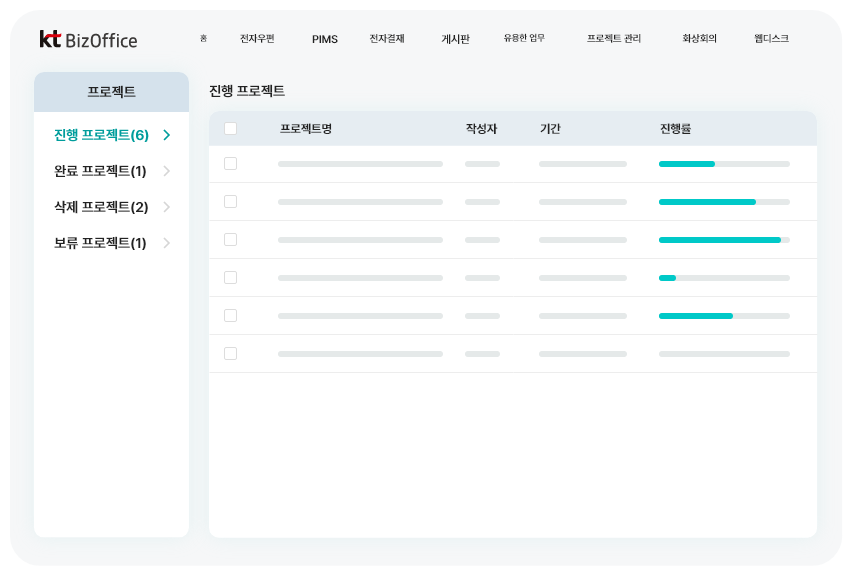 kt BizOffice
홈 전자우편 PIMS 전자결재 게시판 유용한 업무 프로젝트 관리 화상회의 웹디스크
프로젝트
진행 프로젝트(6)
완료 프로젝트(1)
삭제 프로젝트(2)
보류 프로젝트(1)
진행 프로젝트
프로젝트명 작성자 기간 진행률